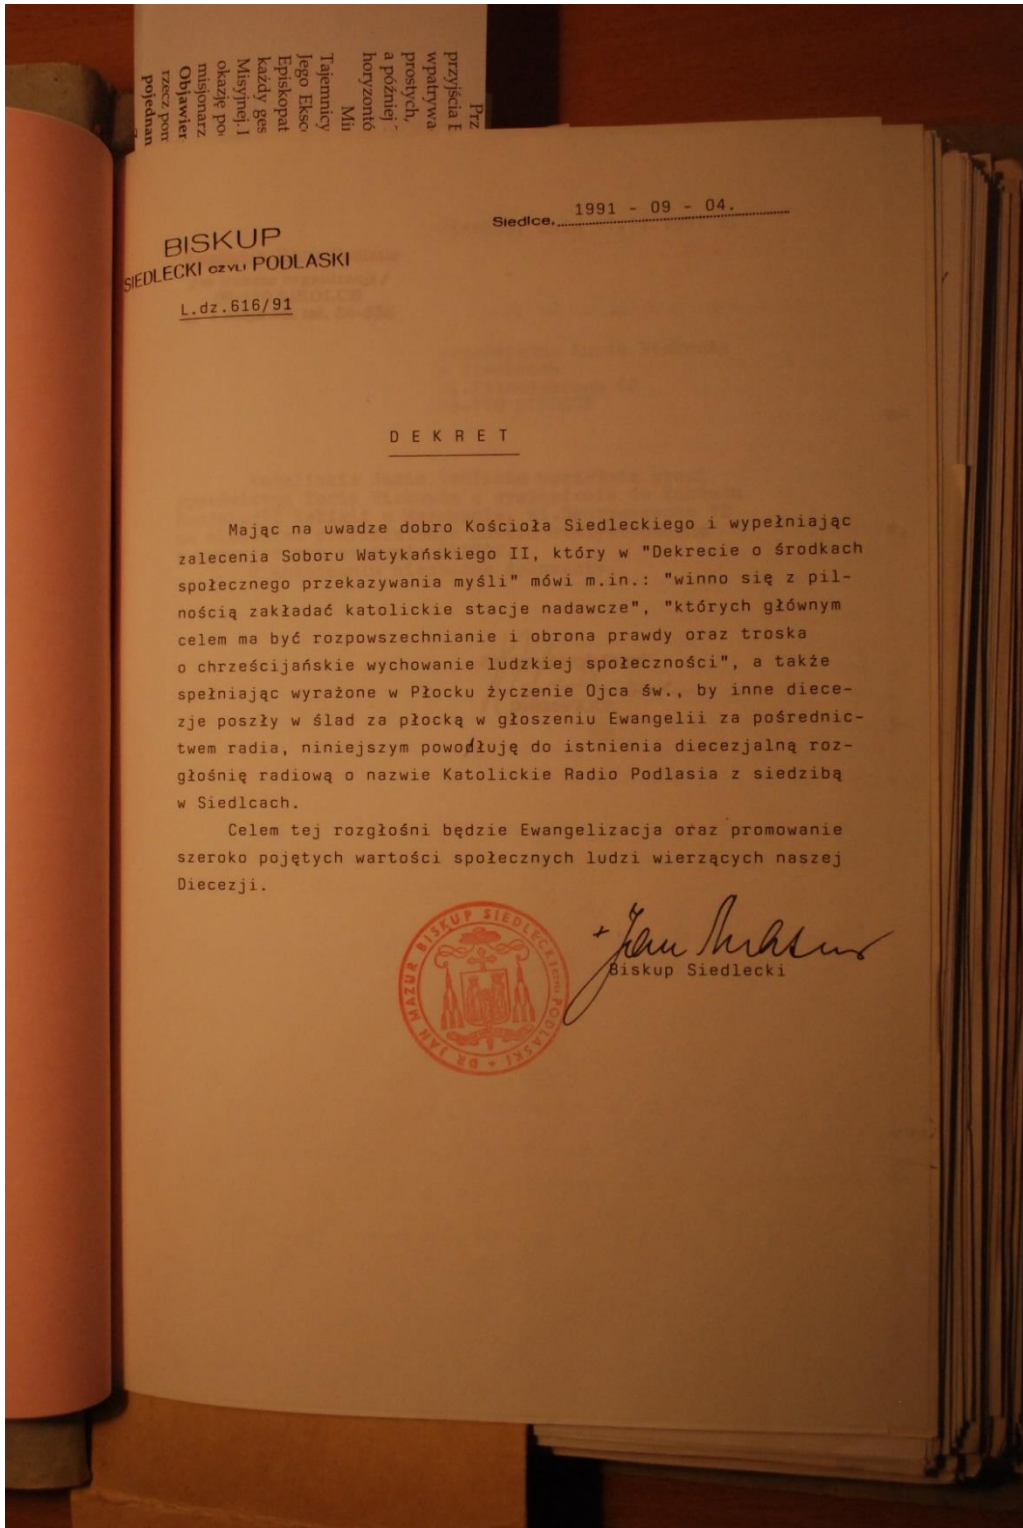 Prz
przyjścia E
wpatrywa
prostych,
a później
horyzontó
Mi
Tajemnicy
Jego Eksc
Episkopat
każdy ges
Misyjnej.
okazję po
misjonarz
Objawier
rzecz pom
pojednan
Siedlce, 1991 - 09 - 04.
BISKUP
SIEDLECKI CZYLI PODLASKI
L.dz.616/91
DEKRET
Mając na uwadze dobro Kościoła Siedleckiego i wypełniając
zalecenia Soboru Watykańskiego II, który w "Dekrecie o środkach
społecznego przekazywania myśli" mówi m.in.: "winno się z pil-
nością zakładać katolickie stacje nadawcze", "których głównym
celem ma być rozpowszechnianie i obrona prawdy oraz troska
o chrześcijańskie wychowanie ludzkiej społeczności", a także
spełniając wyrażone w Płocku życzenie Ojca św., by inne diece-
zje poszły w ślad za płocką w głoszeniu Ewangelii za pośrednic-
twem radia, niniejszym powołuję do istnienia diecezjalną roz-
głośnię radiową o nazwie Katolickie Radio Podlasia z siedzibą
w Siedlcach.
Celem tej rozgłośni będzie Ewangelizacja oraz promowanie
szeroko pojętych wartości społecznych ludzi wierzących naszej
Diecezji.
+ Jan Mazur
Biskup Siedlecki
DR JAN MAZUR BISKUP SIEDLECKI CZYLI PODLASKI